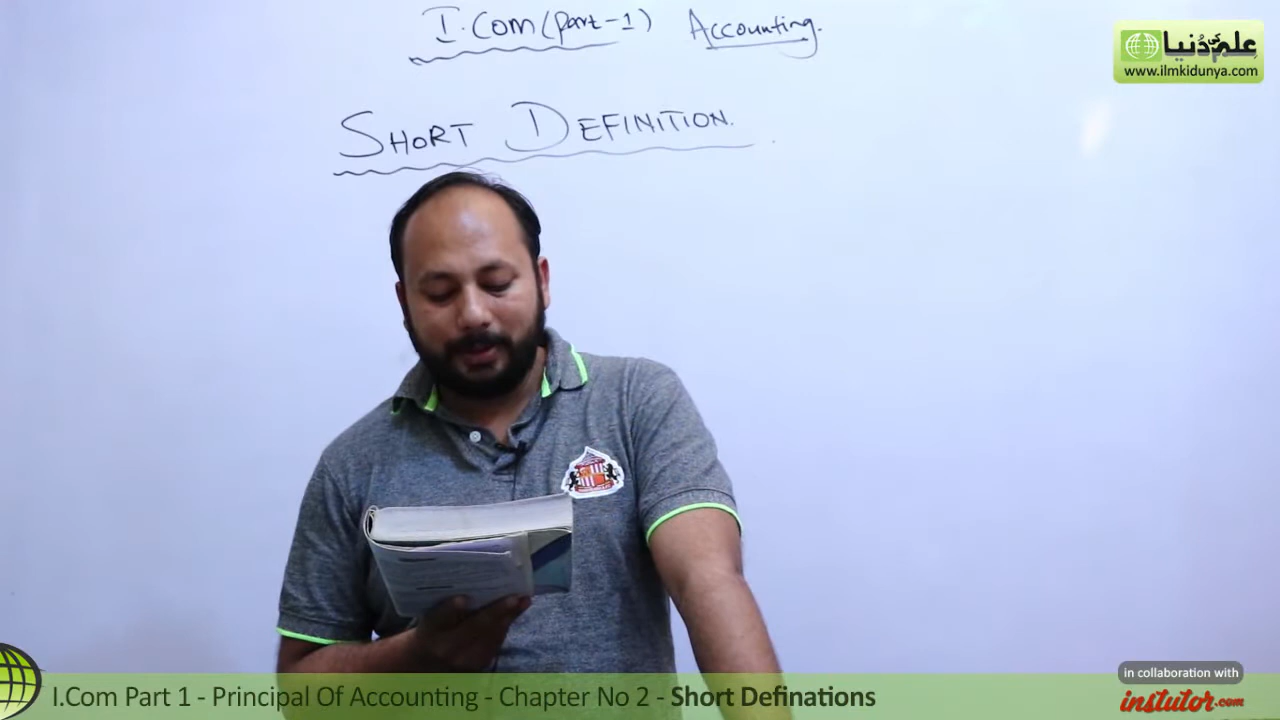 I.Com (Part-1) Accounting.
SHORT DEFINITION.
علم کی دُنیا
www.ilmkidunya.com
I.Com Part 1 - Principal Of Accounting - Chapter No 2 - Short Definations
in collaboration with
instutor.com